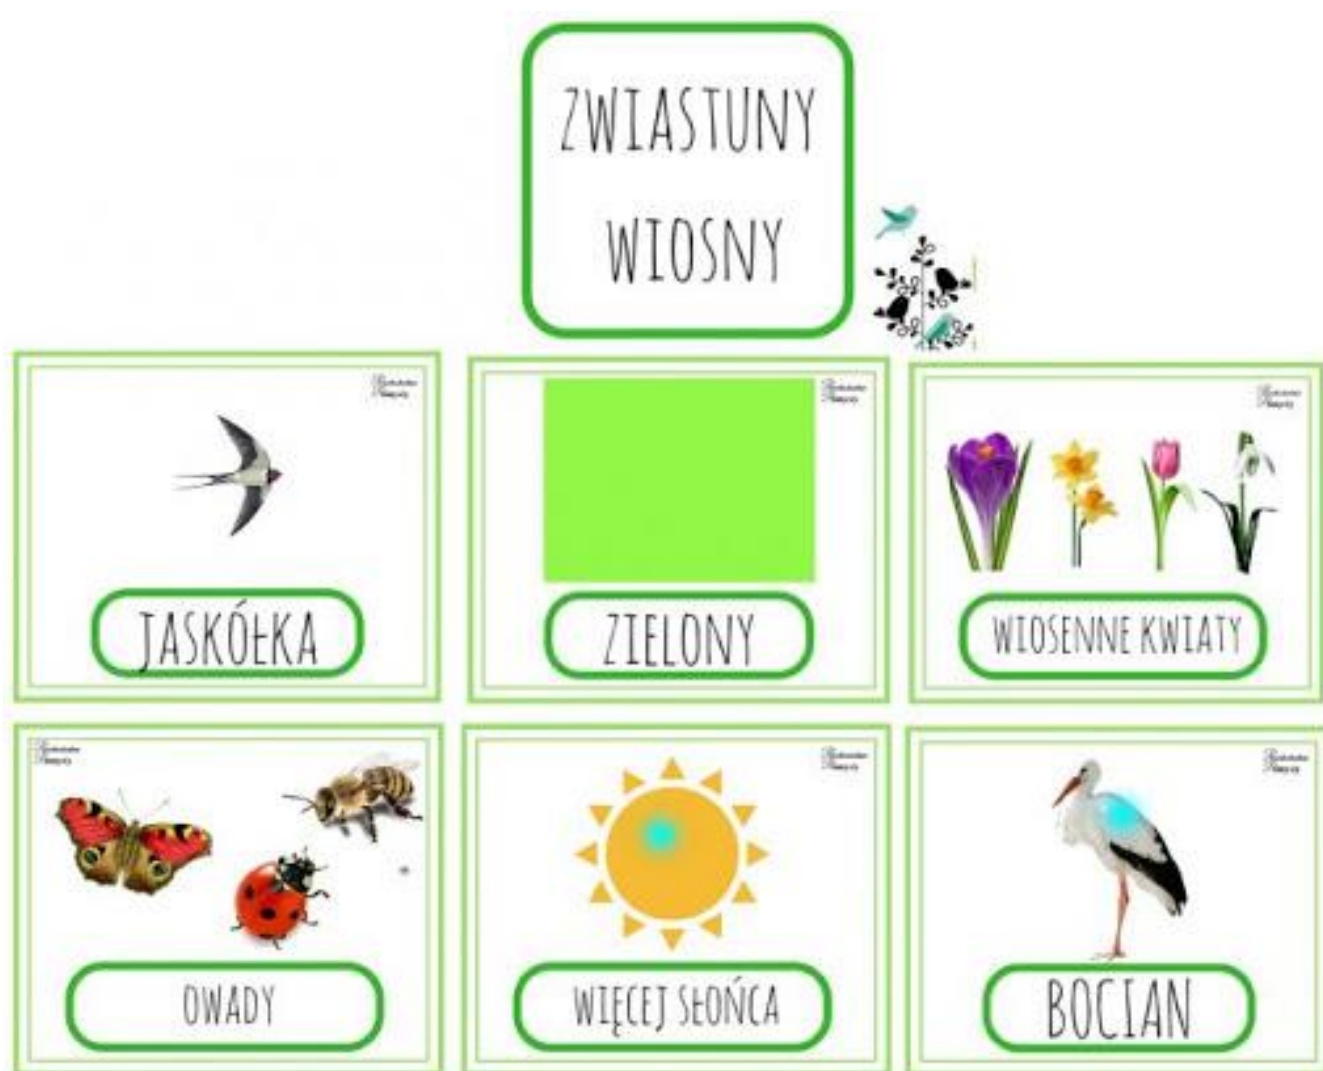 ZWIASTUNY
WIOSNY
JASKÓŁKA
ZIELONY
WIOSENNE KWIATY
OWADY
WIĘCEJ SŁOŃCA
BOCIAN